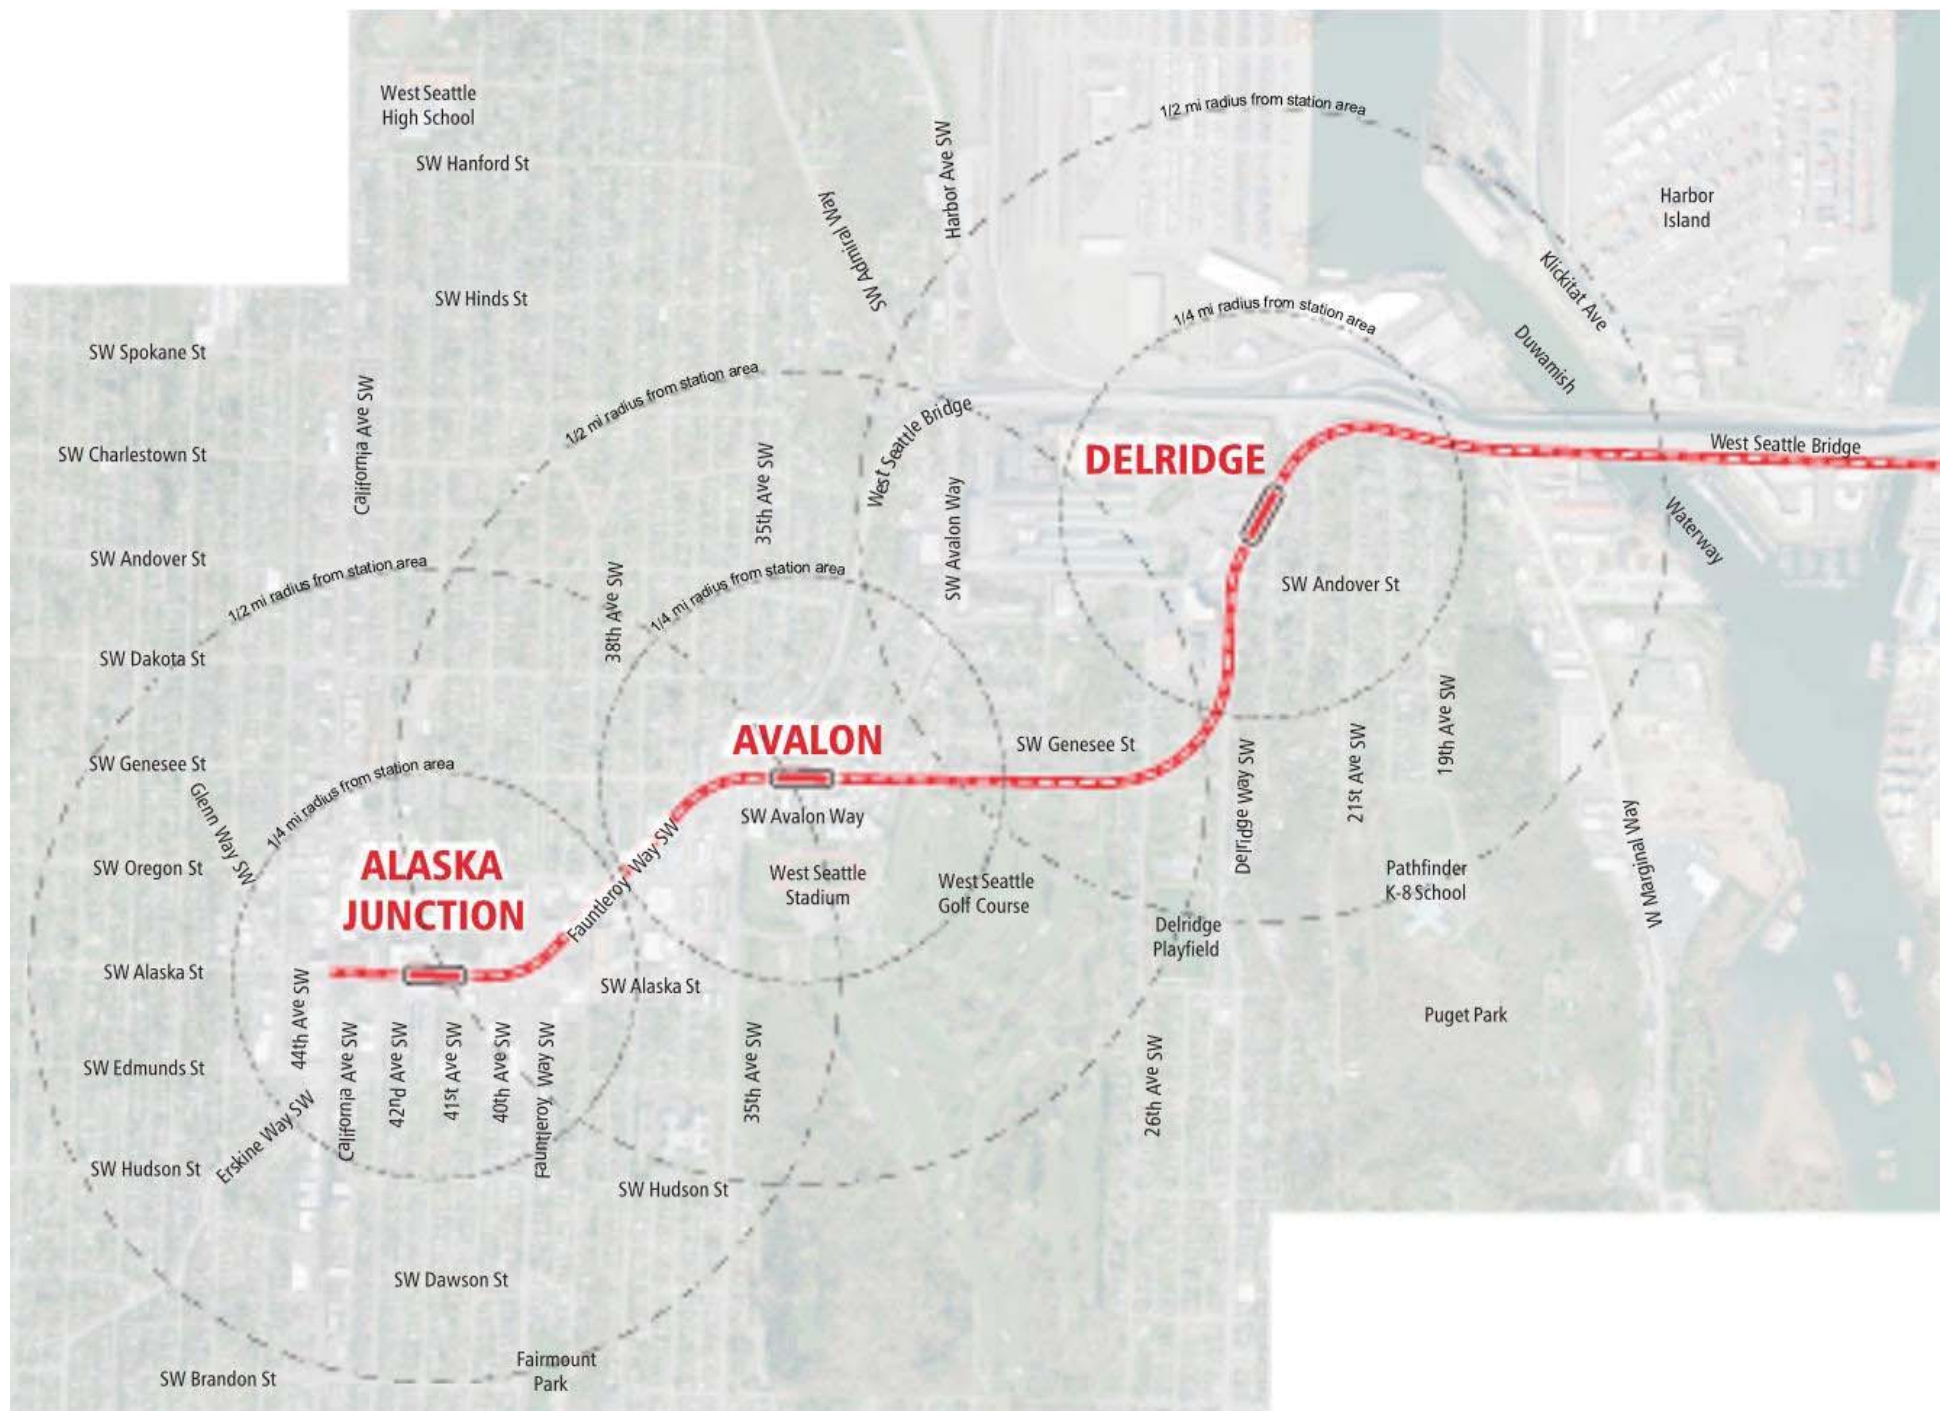 West Seattle
High School
SW Hanford St
SW Hinds St
SW Admiral Way
Harbor Ave SW
1/2 mi radius from station area
Harbor
Island
Klickitat Ave
Duwamish
1/4 mi radius from station area
SW Spokane St
California Ave SW
1/2 mi radius from station area
35th Ave SW
West Seattle Bridge
SW Avalon Way
DELRIDGE
West Seattle Bridge
Waterway
SW Charlestown St
SW Andover St
1/2 mi radius from station area
38th Ave SW
1/4 mi radius from station area
SW Andover St
SW Dakota St
SW Genesee St
Glenn Way SW
1/4 mi radius from station area
AVALON
SW Genesee St
Delridge Way SW
21st Ave SW
19th Ave SW
W Marginal Way
SW Avalon Way
Fauntleroy Way SW
SW Oregon St
ALASKA
JUNCTION
West Seattle
Stadium
West Seattle
Golf Course
Pathfinder
K-8 School
Delridge
Playfield
SW Alaska St
44th Ave SW
SW Alaska St
Puget Park
SW Edmunds St
California Ave SW
42nd Ave SW
41st Ave SW
40th Ave SW
Fauntleroy Way SW
35th Ave SW
26th Ave SW
Erskine Way SW
SW Hudson St
SW Hudson St
SW Dawson St
SW Brandon St
Fairmount
Park